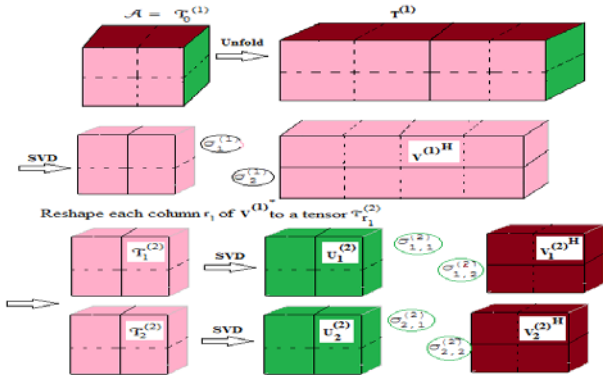 𝒜 = 𝒯₀⁽¹⁾
T⁽¹⁾
Unfold
SVD
σ₁⁽¹⁾
σ₂⁽¹⁾
V⁽¹⁾ᴴ
Reshape each column r₁ of V⁽¹⁾* to a tensor 𝒯_{r₁}⁽²⁾
𝒯₁⁽²⁾
SVD
U₁⁽²⁾
σ₁,₁⁽²⁾
σ₁,₂⁽²⁾
V₁⁽²⁾ᴴ
𝒯₂⁽²⁾
SVD
U₂⁽²⁾
σ₂,₁⁽²⁾
σ₂,₂⁽²⁾
V₂⁽²⁾ᴴ